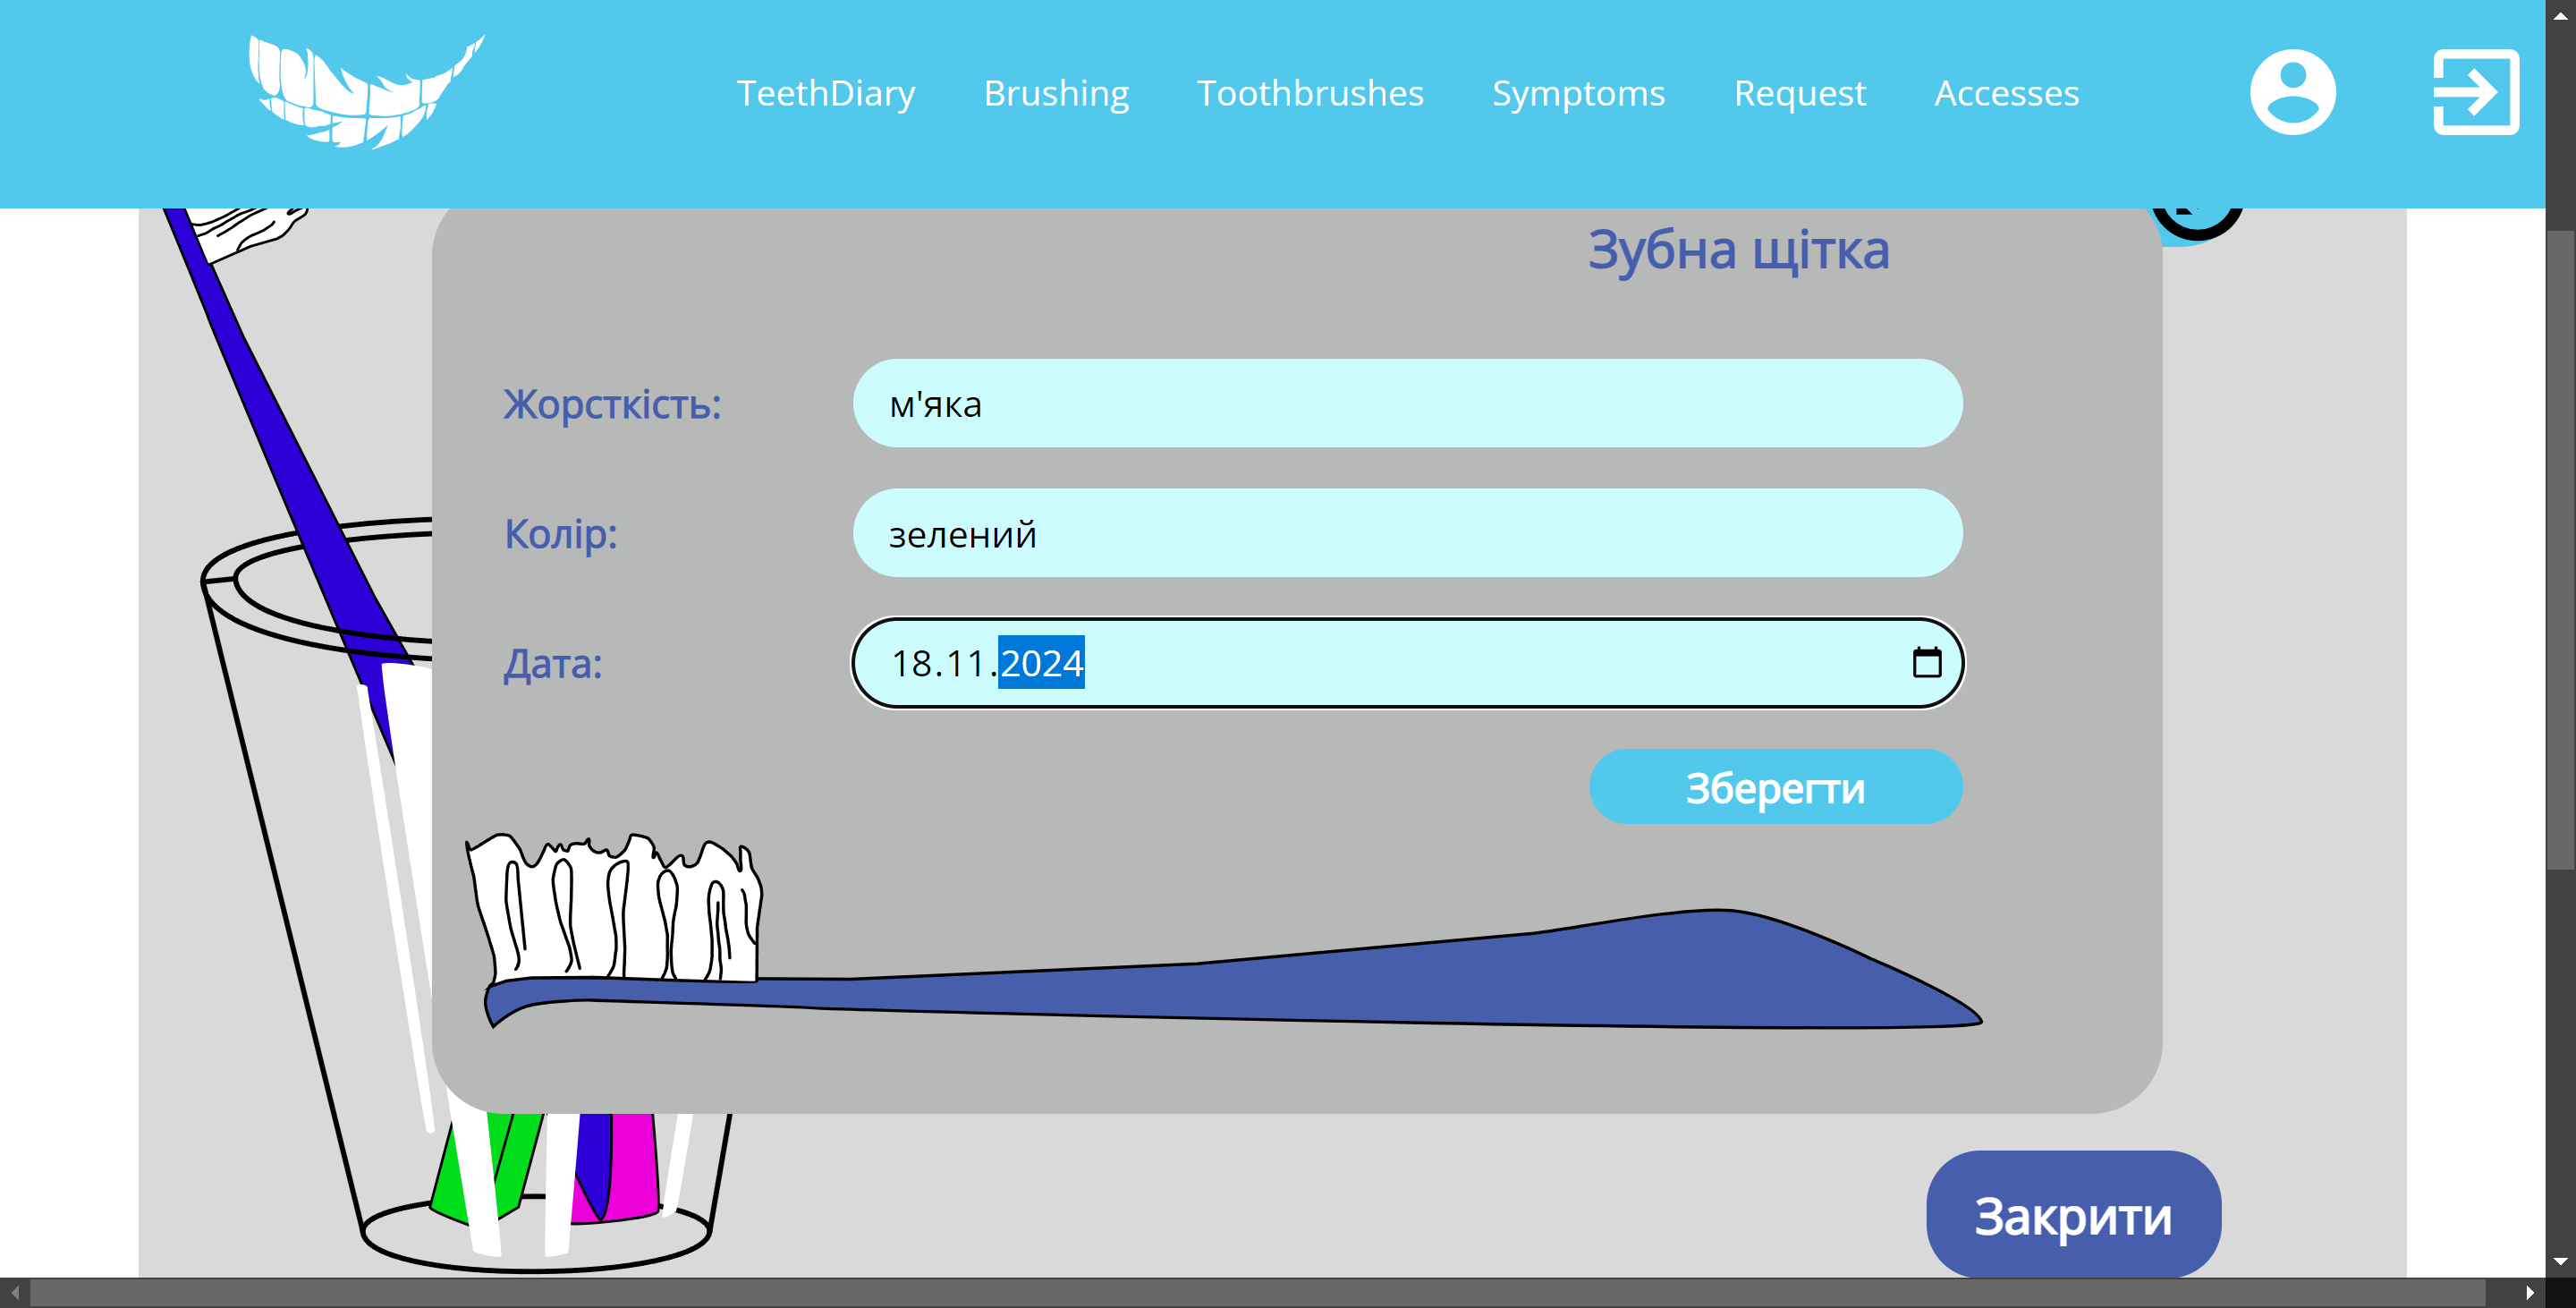 TeethDiary Brushing Toothbrushes Symptoms Request Accesses
Зубна щітка
Жорсткість: м'яка
Колір: зелений
Дата: 18.11.2024
Зберегти
Закрити